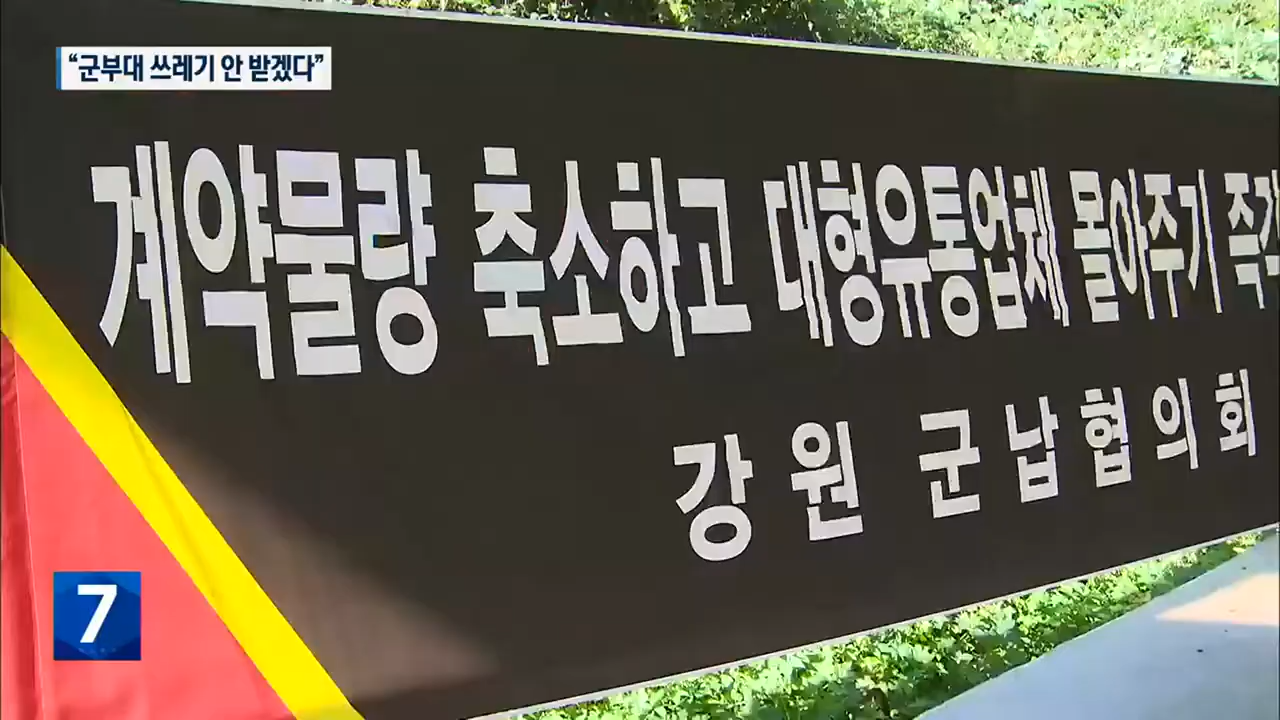 “군부대 쓰레기 안 받겠다”
계약물량 축소하고 대형유통업체 몰아주기
강원 군납협의회
7